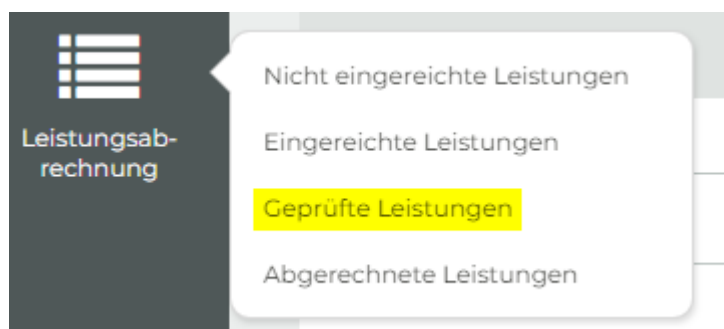 Leistungsab-
rechnung
Nicht eingereichte Leistungen
Eingereichte Leistungen
Geprüfte Leistungen
Abgerechnete Leistungen